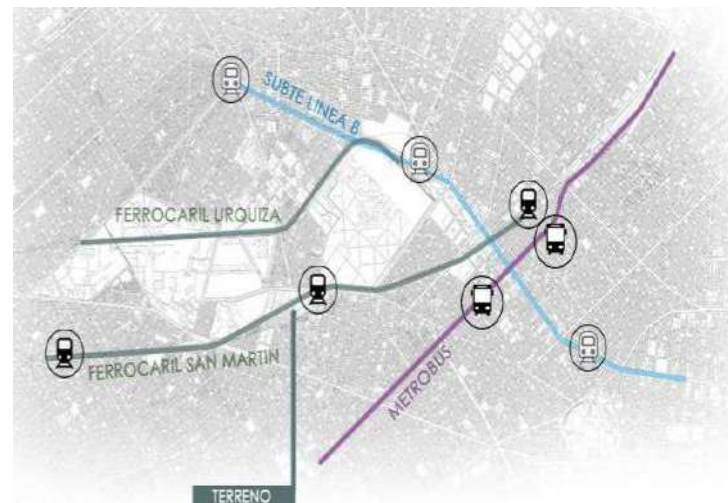 SUBTE LINEA B
FERROCARIL URQUIZA
FERROCARIL SAN MARTIN
METROBUS
TERRENO